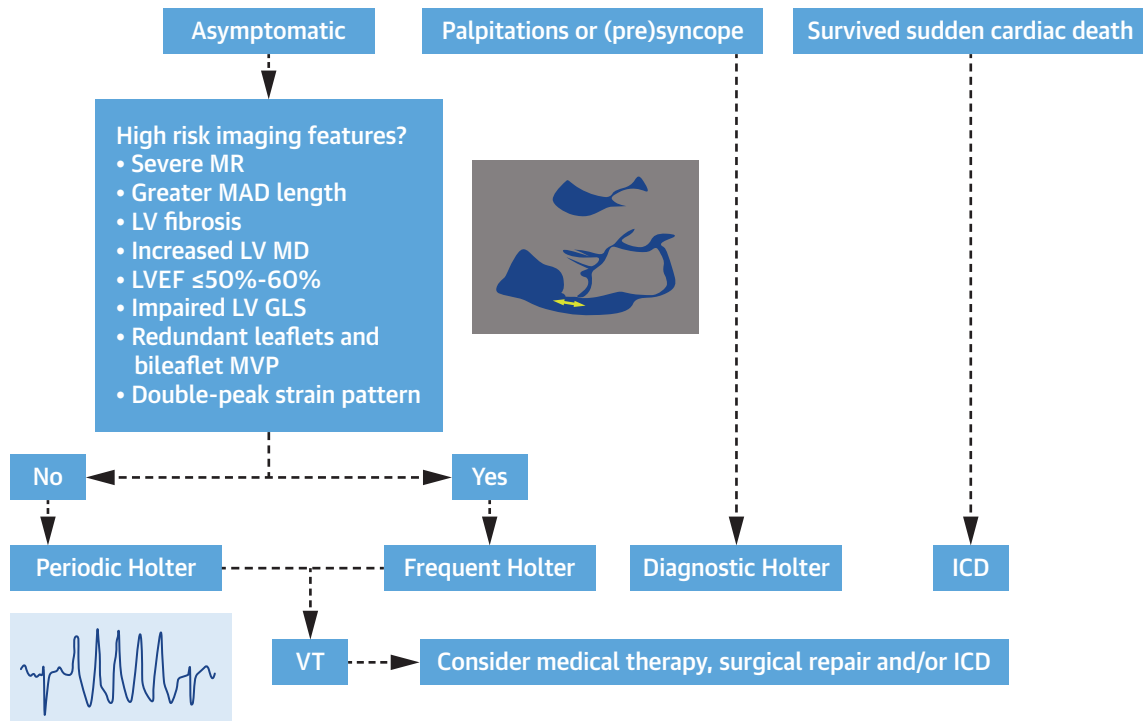 Asymptomatic
Palpitations or (pre)syncope
Survived sudden cardiac death
High risk imaging features?
• Severe MR
• Greater MAD length
• LV fibrosis
• Increased LV MD
• LVEF ≤50%-60%
• Impaired LV GLS
• Redundant leaflets and
bileaflet MVP
• Double-peak strain pattern
No
Yes
Periodic Holter
Frequent Holter
Diagnostic Holter
ICD
VT
Consider medical therapy, surgical repair and/or ICD